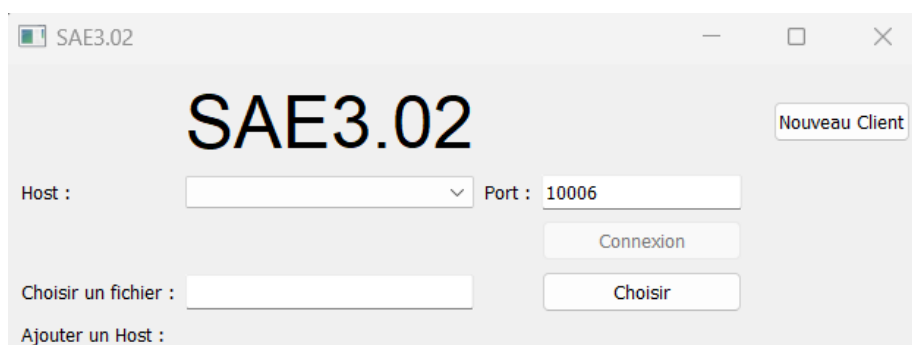 SAE3.02
SAE3.02
Nouveau Client
Host :
Port : 10006
Connexion
Choisir un fichier :
Choisir
Ajouter un Host :